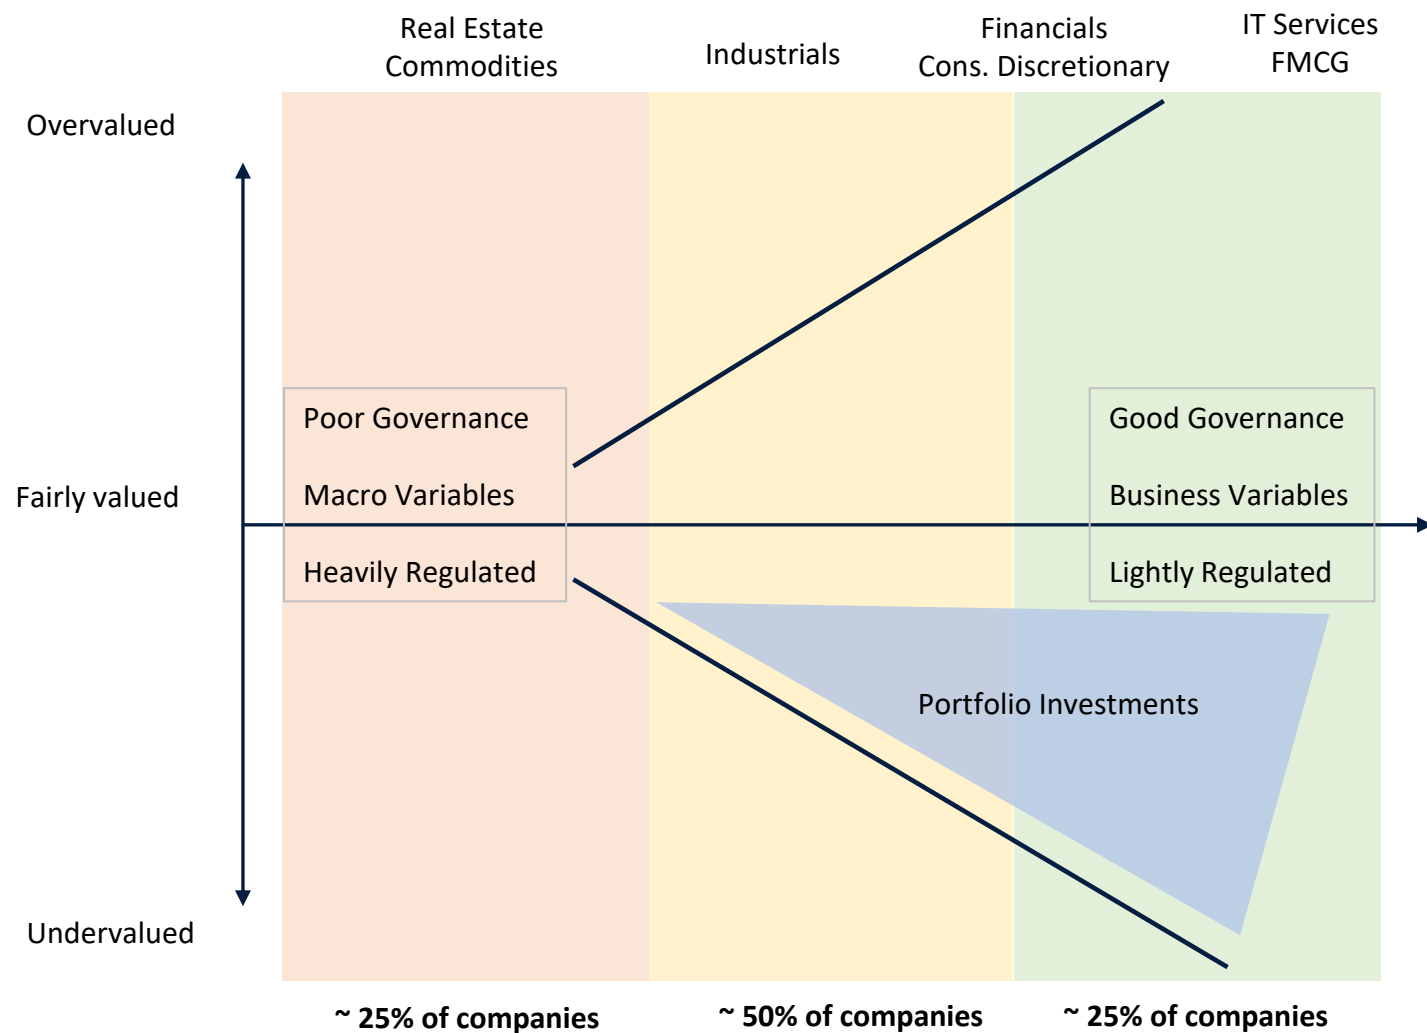 Real Estate
Commodities
Industrials
Financials
Cons. Discretionary
IT Services
FMCG
Overvalued
Fairly valued
Undervalued
Poor Governance
Macro Variables
Heavily Regulated
Good Governance
Business Variables
Lightly Regulated
Portfolio Investments
~ 25% of companies
~ 50% of companies
~ 25% of companies